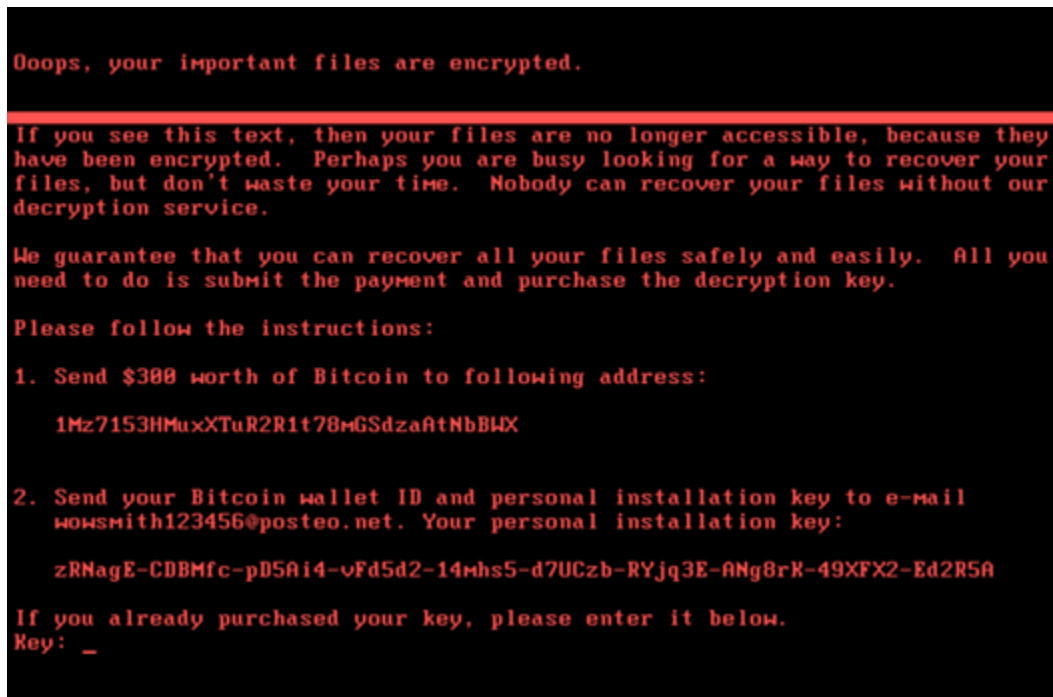 Ooops, your important files are encrypted.
If you see this text, then your files are no longer accessible, because they
have been encrypted.  Perhaps you are busy looking for a way to recover your
files, but don't waste your time.  Nobody can recover your files without our
decryption service.
We guarantee that you can recover all your files safely and easily.  All you
need to do is submit the payment and purchase the decryption key.
Please follow the instructions:
1. Send $300 worth of Bitcoin to following address:
1Mz7153HMuxXTuR2R1t78mGSdzaAtNbBWX
2. Send your Bitcoin wallet ID and personal installation key to e-mail
wowsmith123456@posteo.net. Your personal installation key:
zRNagE-CDBMfc-pD5Ai4-vFd5d2-14mhs5-d7UCzb-RYjq3E-ANg8rK-49XFX2-Ed2R5A
If you already purchased your key, please enter it below.
Key: _